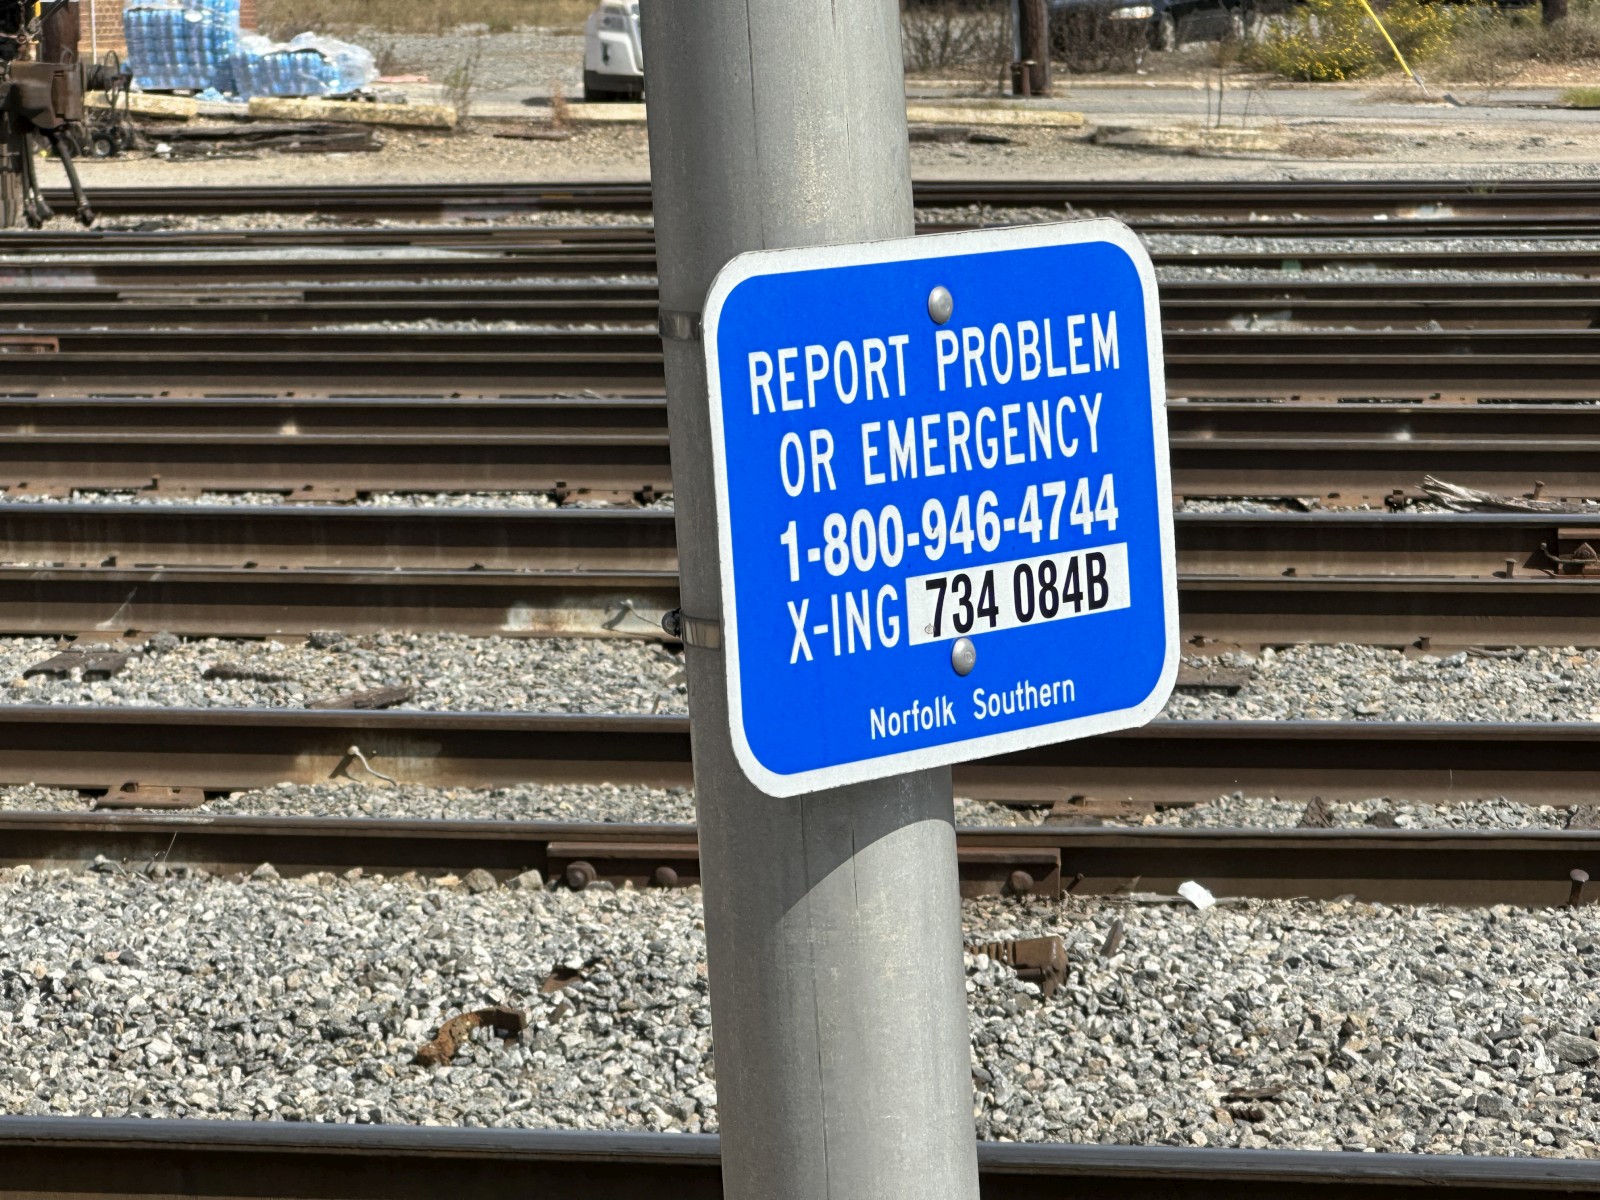 REPORT PROBLEM
OR EMERGENCY
1-800-946-4744
X-ING 734 084B
Norfolk Southern